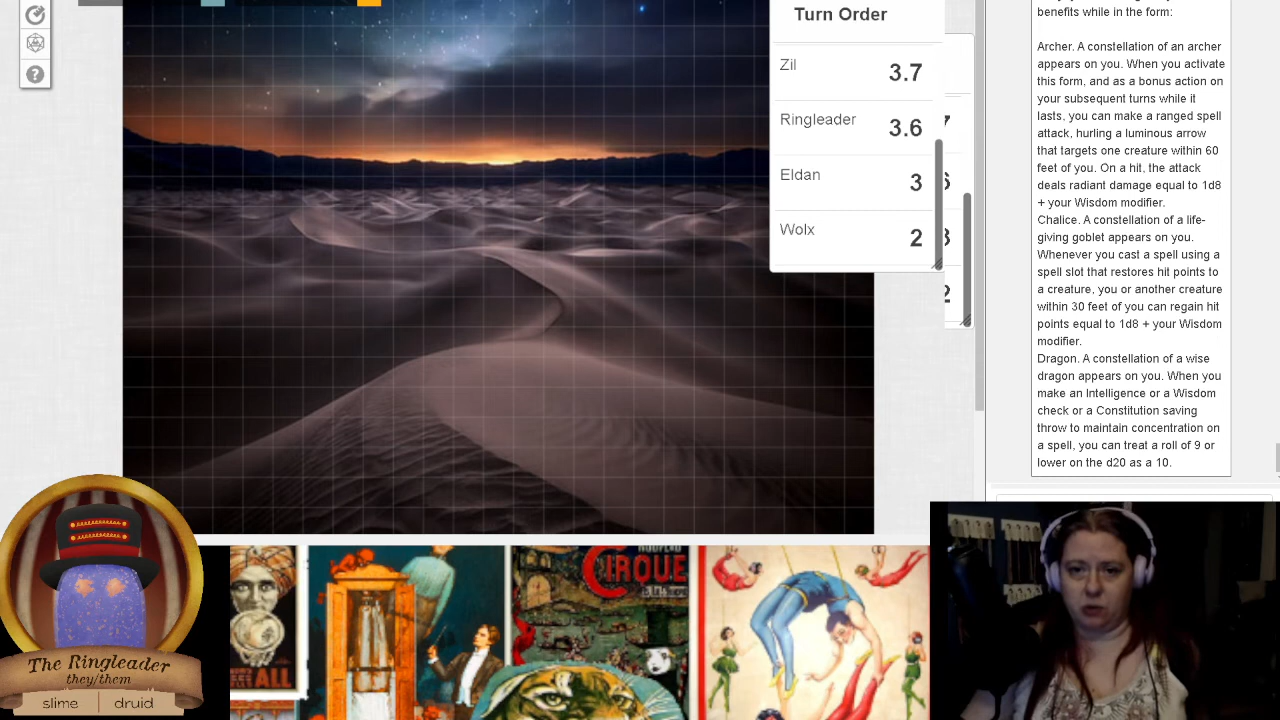 Turn Order
Zil
3.7
Ringleader
3.6
Eldan
3
Wolx
2
benefits while in the form:
Archer. A constellation of an archer
appears on you. When you activate
this form, and as a bonus action on
your subsequent turns while it
lasts, you can make a ranged spell
attack, hurling a luminous arrow
that targets one creature within 60
feet of you. On a hit, the attack
deals radiant damage equal to 1d8
+ your Wisdom modifier.
Chalice. A constellation of a life-
giving goblet appears on you.
Whenever you cast a spell using a
spell slot that restores hit points to
a creature, you or another creature
within 30 feet of you can regain hit
points equal to 1d8 + your Wisdom
modifier.
Dragon. A constellation of a wise
dragon appears on you. When you
make an Intelligence or a Wisdom
check or a Constitution saving
throw to maintain concentration on
a spell, you can treat a roll of 9 or
lower on the d20 as a 10.
The Ringleader
they/them
slime
druid
CIRQUE
ALL